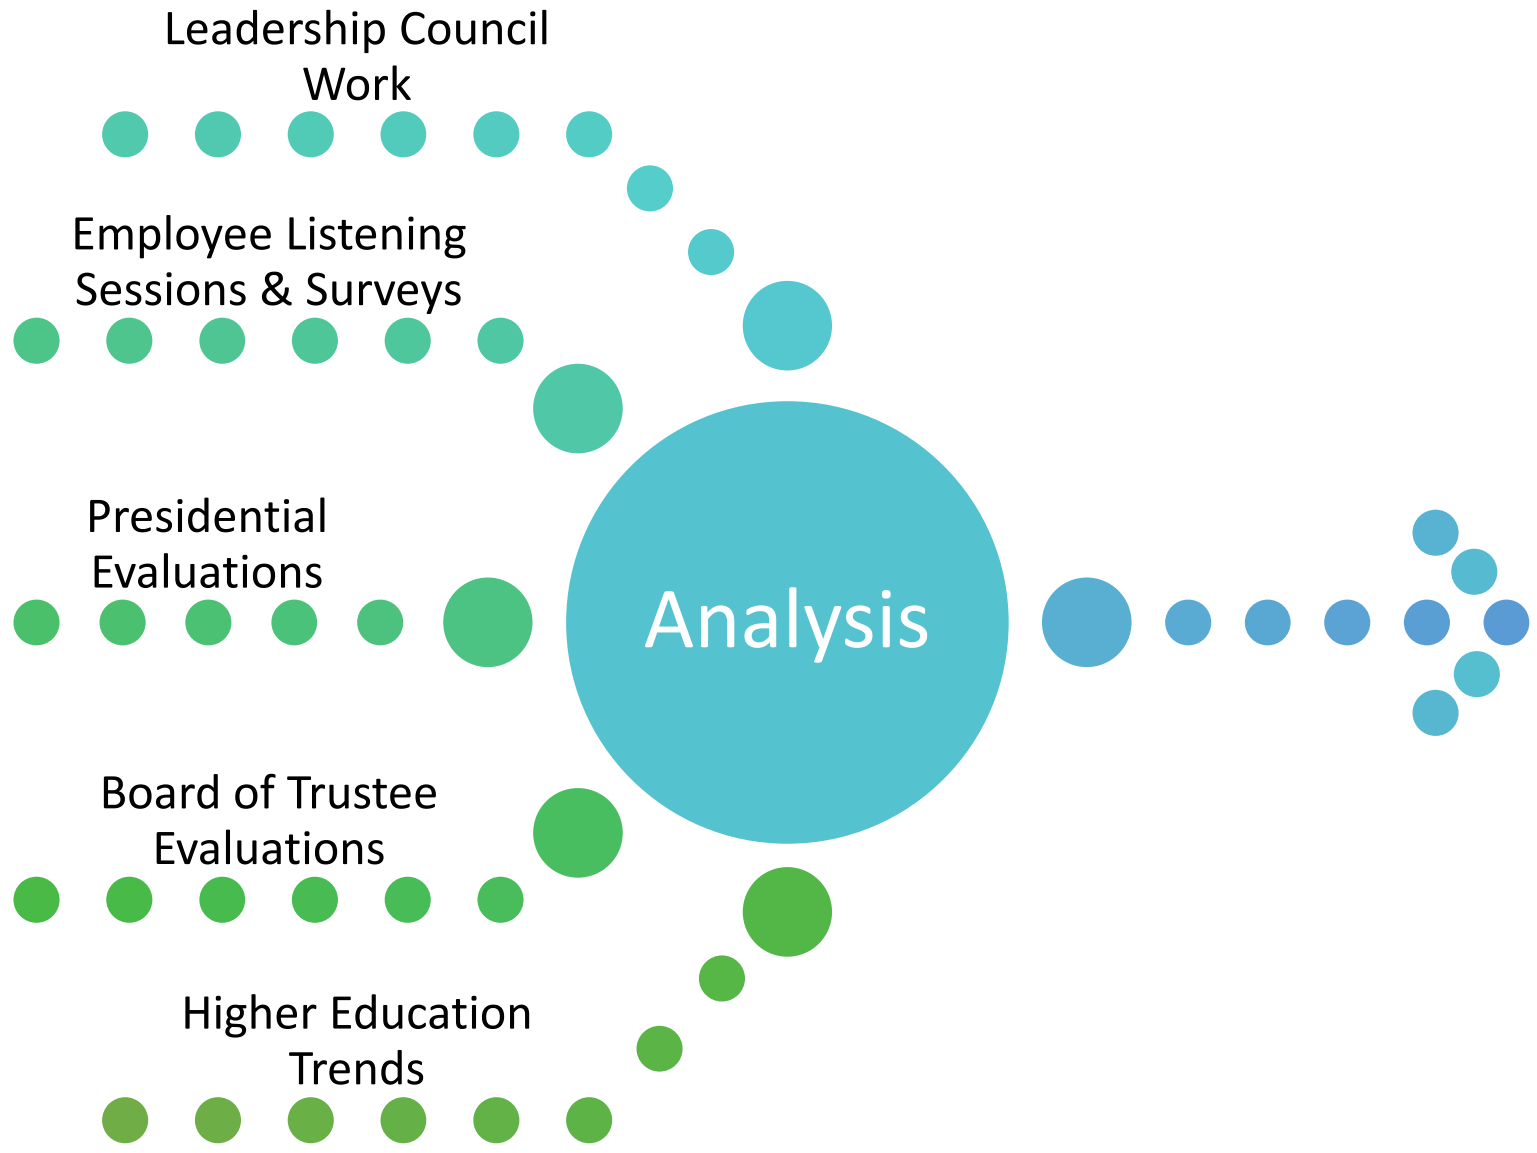 Leadership Council
Work
Employee Listening
Sessions & Surveys
Presidential
Evaluations
Analysis
Board of Trustee
Evaluations
Higher Education
Trends